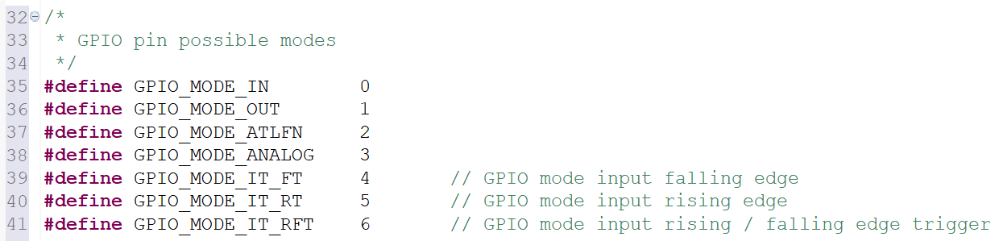 32 /*
33  * GPIO pin possible modes
34  */
35 #define GPIO_MODE_IN        0
36 #define GPIO_MODE_OUT       1
37 #define GPIO_MODE_ATLFN     2
38 #define GPIO_MODE_ANALOG    3
39 #define GPIO_MODE_IT_FT     4       // GPIO mode input falling edge
40 #define GPIO_MODE_IT_RT     5       // GPIO mode input rising edge
41 #define GPIO_MODE_IT_RFT    6       // GPIO mode input rising / falling edge trigger